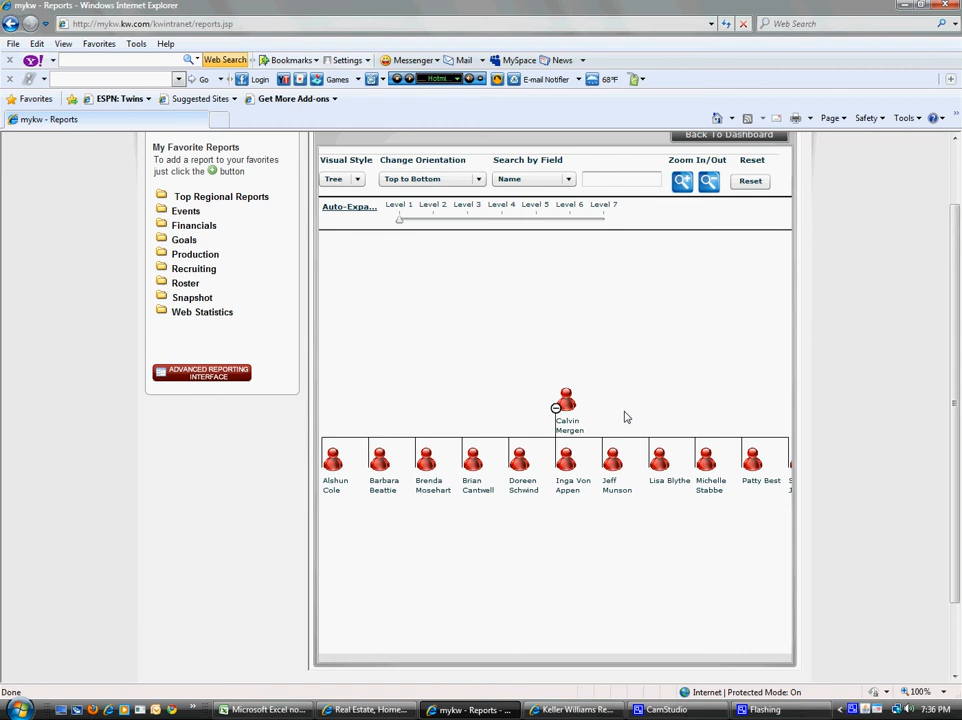 mykw - Reports - Windows Internet Explorer
http://mykw.kw.com/kwintranet/reports.jsp
Web Search
File Edit View Favorites Tools Help
Y! Web Search Bookmarks Settings Messenger Mail MySpace News
Go Login Games Hotmi... E-mail Notifier 68°F
Favorites ESPN: Twins Suggested Sites Get More Add-ons
mykw - Reports
Page Safety Tools
Back To Dashboard
My Favorite Reports
To add a report to your favorites
just click the button
Top Regional Reports
Events
Financials
Goals
Production
Recruiting
Roster
Snapshot
Web Statistics
ADVANCED REPORTING
INTERFACE
Visual Style Change Orientation Search by Field Zoom In/Out Reset
Tree Top to Bottom Name Reset
Auto-Expa... Level 1 Level 2 Level 3 Level 4 Level 5 Level 6 Level 7
Calvin
Mergen
Alshun Barbara Brenda Brian Doreen Inga Von Jeff Lisa Blythe Michelle Patty Best
Cole Beattie Mosehart Cantwell Schwind Appen Munson Stabbe
Done Internet | Protected Mode: On 100%
Microsoft Excel no... Real Estate, Home... mykw - Reports - ... Keller Williams Re... CamStudio Flashing 7:36 PM